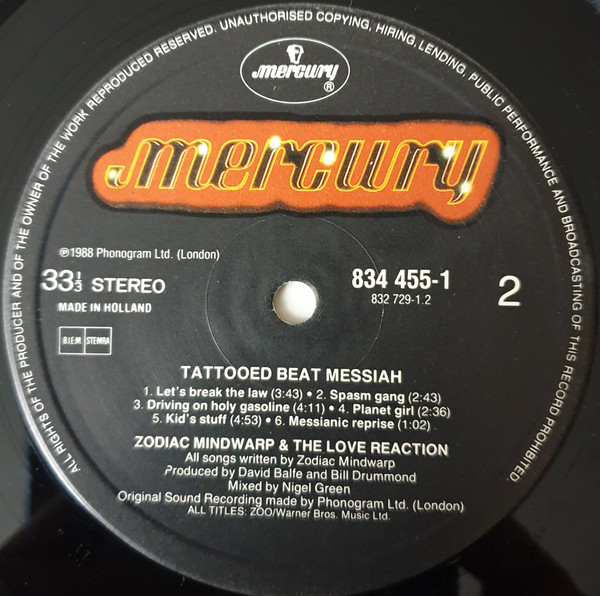 ALL RIGHTS OF THE PRODUCER AND OF THE OWNER OF THE WORK REPRODUCED RESERVED. UNAUTHORISED COPYING, HIRING, LENDING, PUBLIC PERFORMANCE AND BROADCASTING OF THIS RECORD PROHIBITED.
mercury
®
mercury
℗1988 Phonogram Ltd. (London)
33 1/3 STEREO
MADE IN HOLLAND
B.I.E.M. STEMRA
834 455-1
832 729-1.2
2
TATTOOED BEAT MESSIAH
1. Let's break the law (3:43) • 2. Spasm gang (2:43)
3. Driving on holy gasoline (4:11) • 4. Planet girl (2:36)
5. Kid's stuff (4:53) • 6. Messianic reprise (1:02)
ZODIAC MINDWARP & THE LOVE REACTION
All songs written by Zodiac Mindwarp
Produced by David Balfe and Bill Drummond
Mixed by Nigel Green
Original Sound Recording made by Phonogram Ltd. (London)
ALL TITLES: ZOO/Warner Bros. Music Ltd.